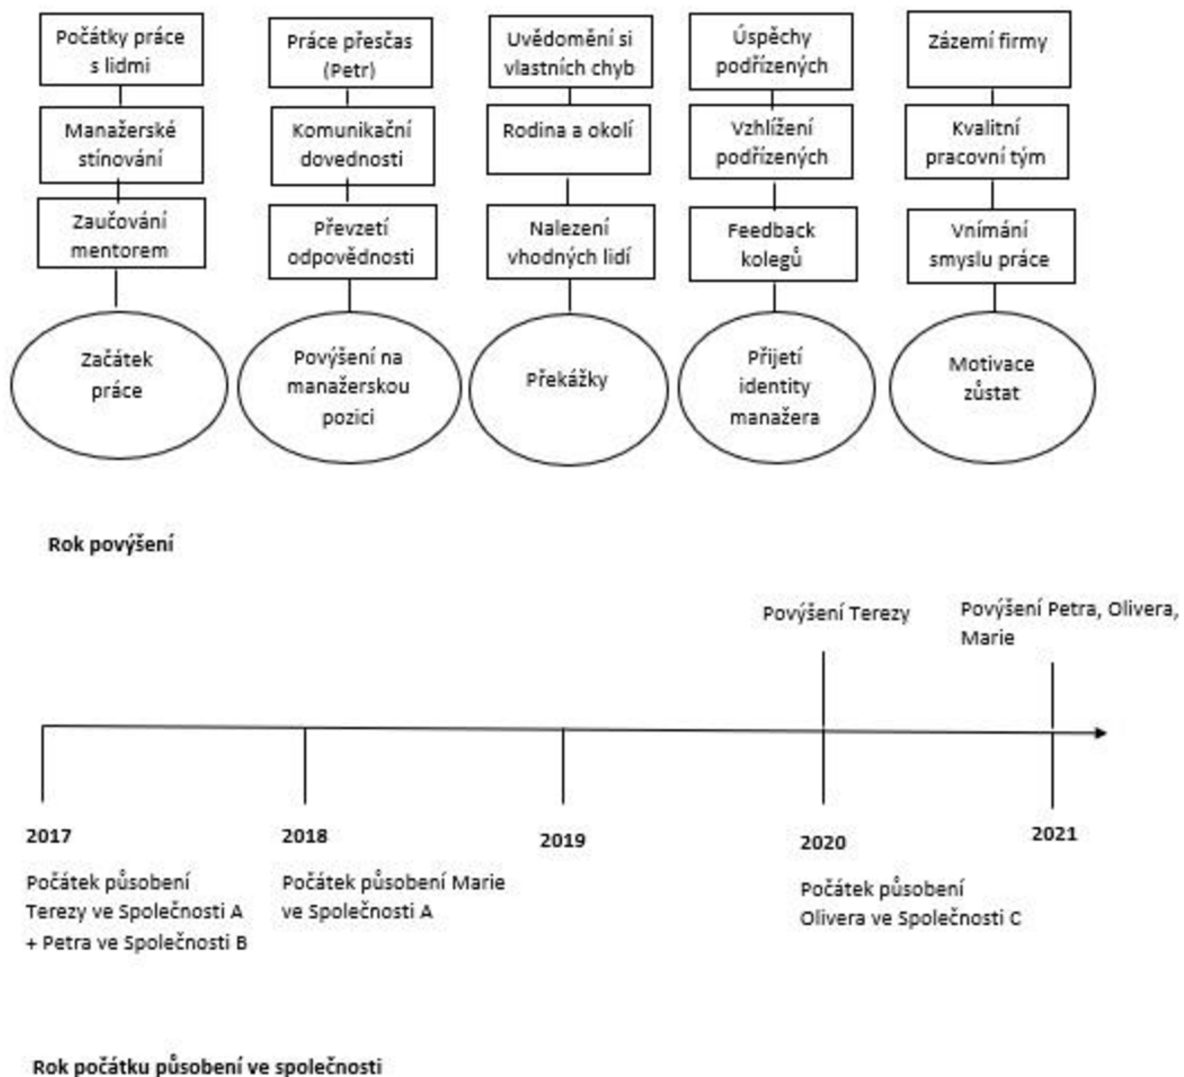 Počátky práce
s lidmi
Manažerské
stínování
Zaučování
mentorem
Začátek
práce
Práce přesčas
(Petr)
Komunikační
dovednosti
Převzetí
odpovědnosti
Povýšení na
manažerskou
pozici
Uvědomění si
vlastních chyb
Rodina a okolí
Nalezení
vhodných lidí
Překážky
Úspěchy
podřízených
Vzhlížení
podřízených
Feedback
kolegů
Přijetí
identity
manažera
Zázemí firmy
Kvalitní
pracovní tým
Vnímání
smyslu práce
Motivace
zůstat
Rok povýšení
Povýšení Terezy
Povýšení Petra, Olivera,
Marie
2017
Počátek působení
Terezy ve Společnosti A
+ Petra ve Společnosti B
2018
Počátek působení Marie
ve Společnosti A
2019
2020
Počátek působení
Olivera ve Společnosti C
2021
Rok počátku působení ve společnosti